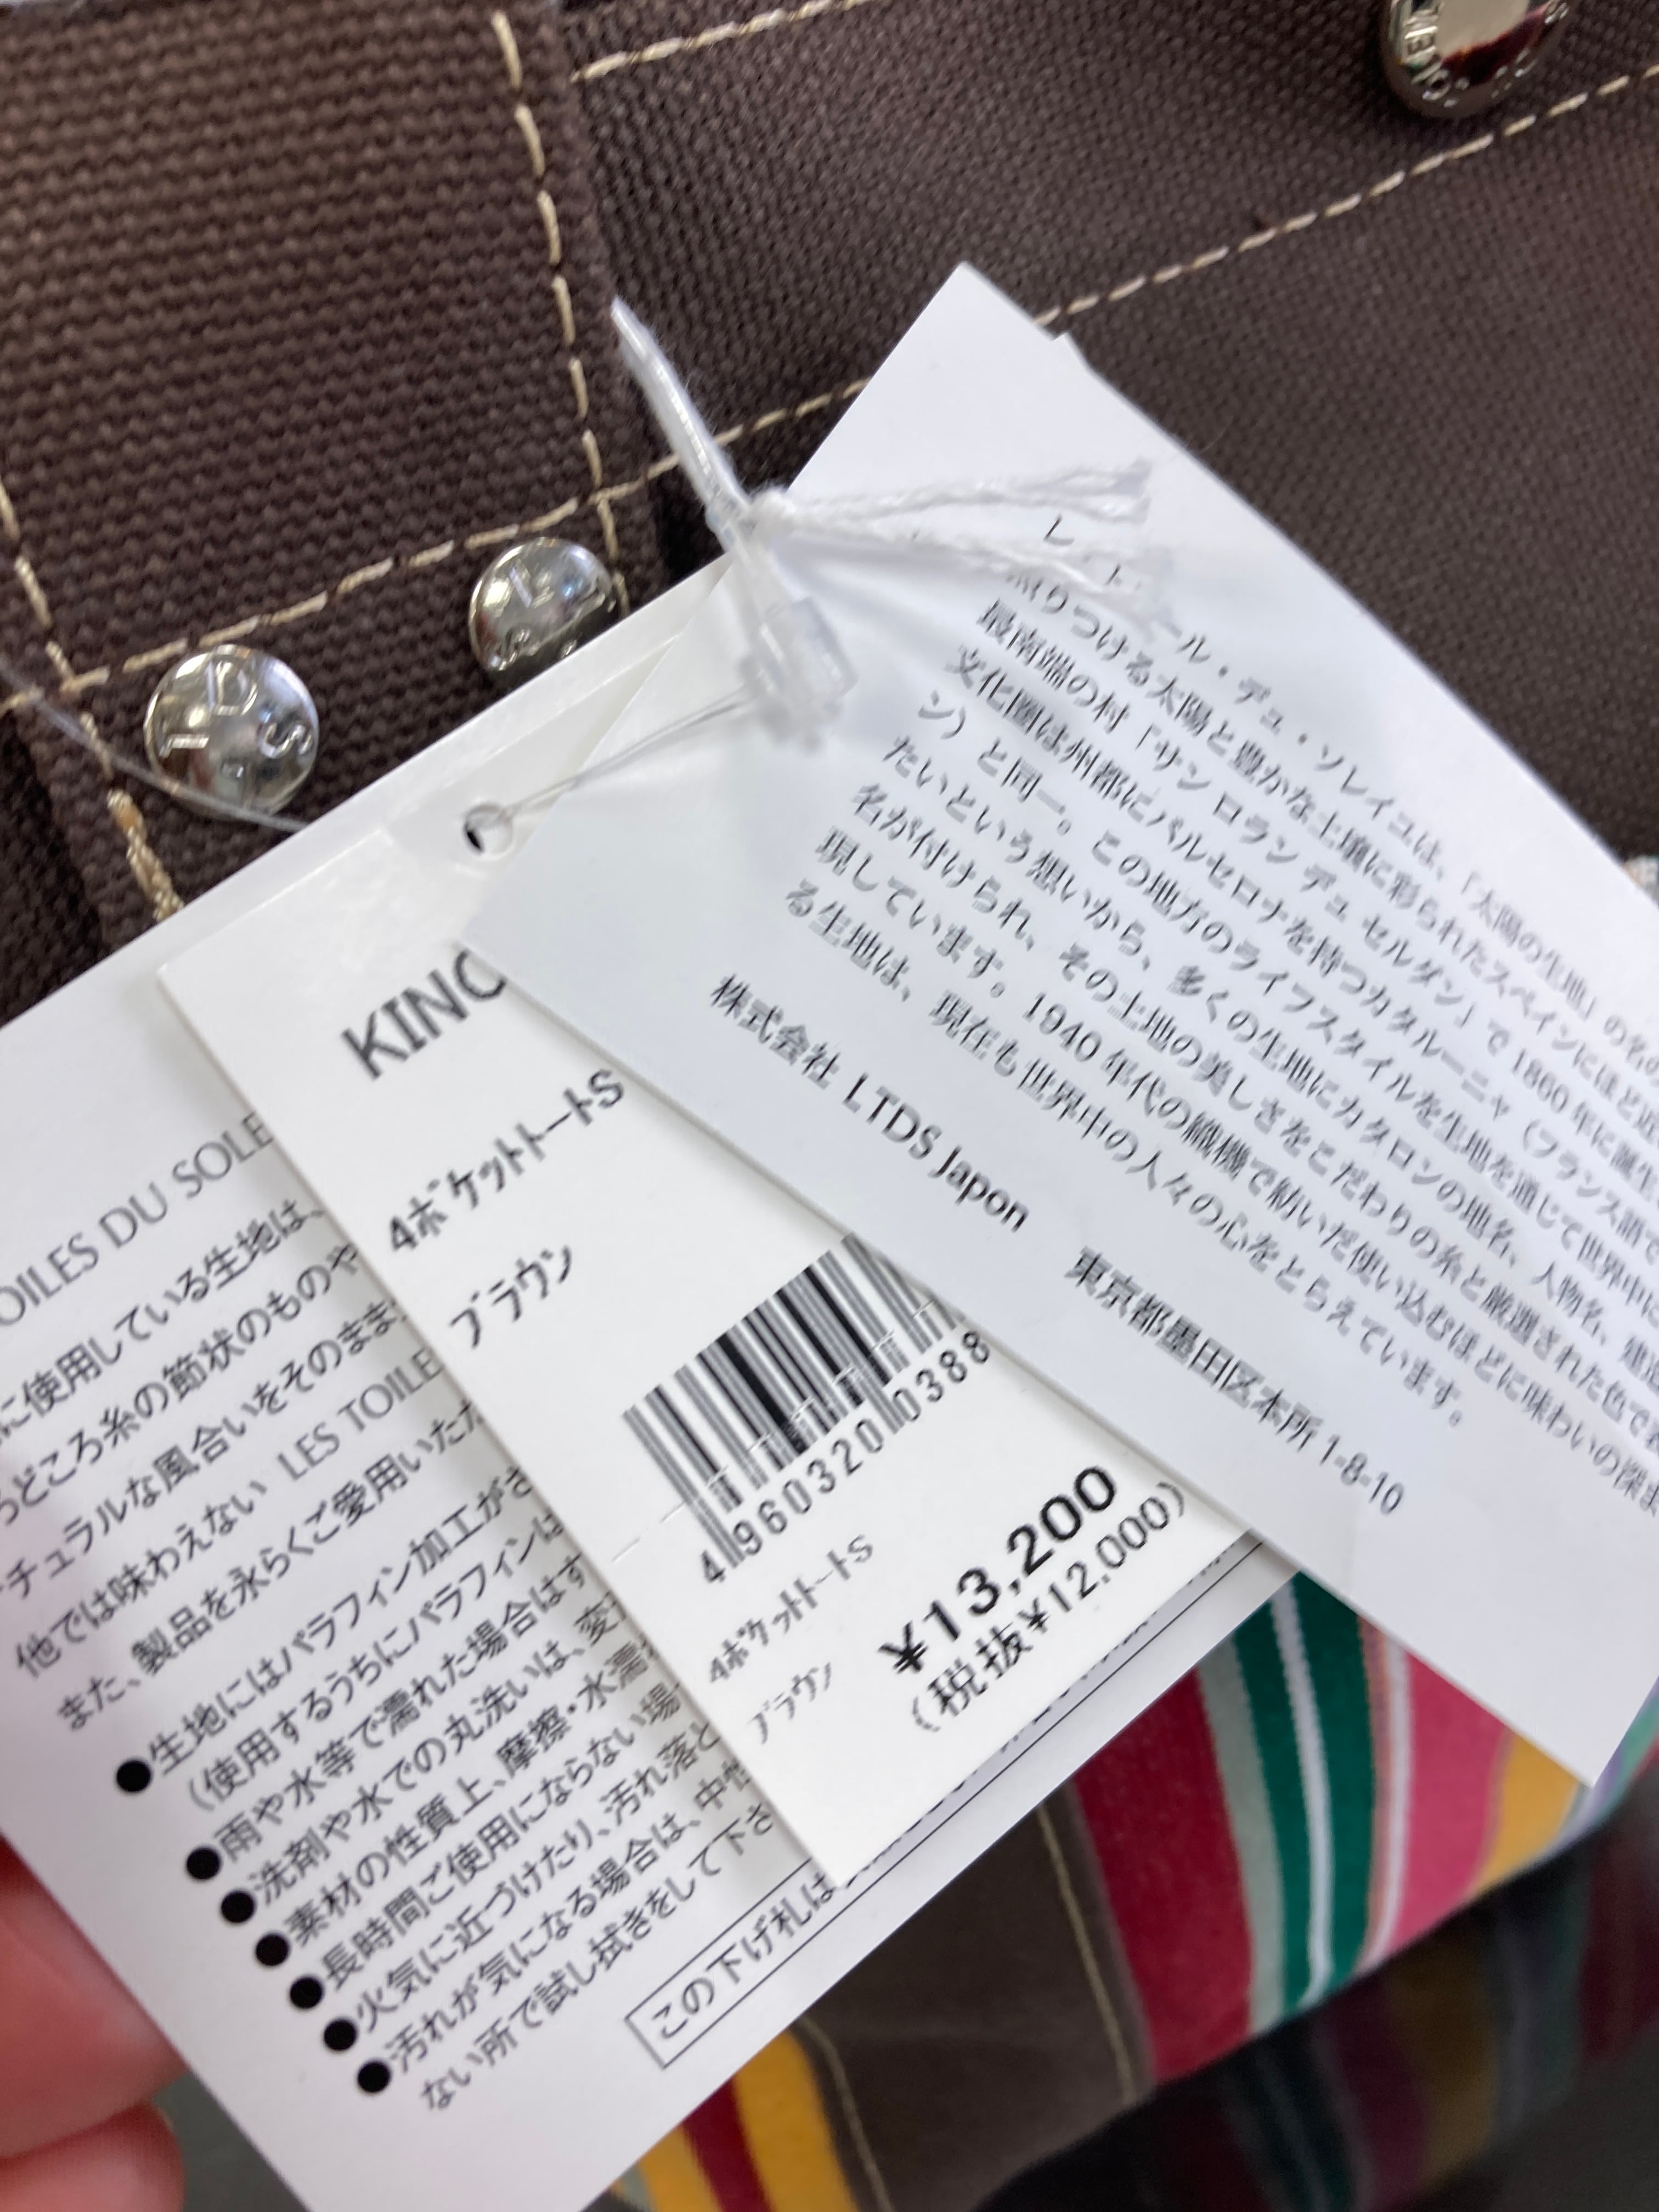 LTDS
レ
ール・デュ・ソレイユは、「太陽の生地」の名の
照りつける太陽と豊かな土壌に彩られたスペインにほど近
最南端の村「サン ロラン デュ セルダン」で1860年に誕生
文化圏は州都にバルセロナを持つカタルーニャ（フランス語で
ン）と同一。この地方のライフスタイルを生地を通じて世界中に
たいという想いから、多くの生地にカタロンの地名、人物名、建造
名が付けられ、その土地の美しさをこだわりの糸と厳選された色で表
現しています。1940年代の織機で紡いだ使い込むほどに味わいの深ま
る生地は、現在も世界中の人々の心をとらえています。
株式会社 LTDS Japon 東京都墨田区本所1-8-10
KINC
4ポケットトートS
ブラウン
4960320010388
4ポケットトートS
ブラウン
¥13,200
(税抜¥12,000)
OILES DU SOLE
に使用している生地は、
ろどころ糸の節状のものや
チュラルな風合いをそのまま
他では味わえない LES TOILE
また、製品を永らくご愛用いただ
●生地にはパラフィン加工がさ
(使用するうちにパラフィンは
●雨や水等で濡れた場合はす
●洗剤や水での丸洗いは、変
●素材の性質上、摩擦・水濡
●長時間ご使用にならない場
●火気に近づけたり、汚れ落と
●汚れが気になる場合は、中性
ない所で試し拭きをして下さ
この下げ札は